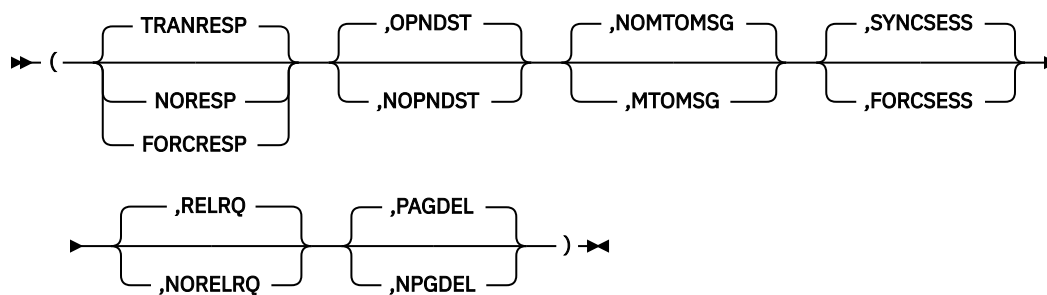 TRANRESP ,OPNDST ,NOMTOMSG ,SYNCSESS
(
NORESP ,NOPNDST ,MTOMSG ,FORCSESS
FORCRESP
,RELRQ ,PAGDEL
)
,NORELRQ ,NPGDEL